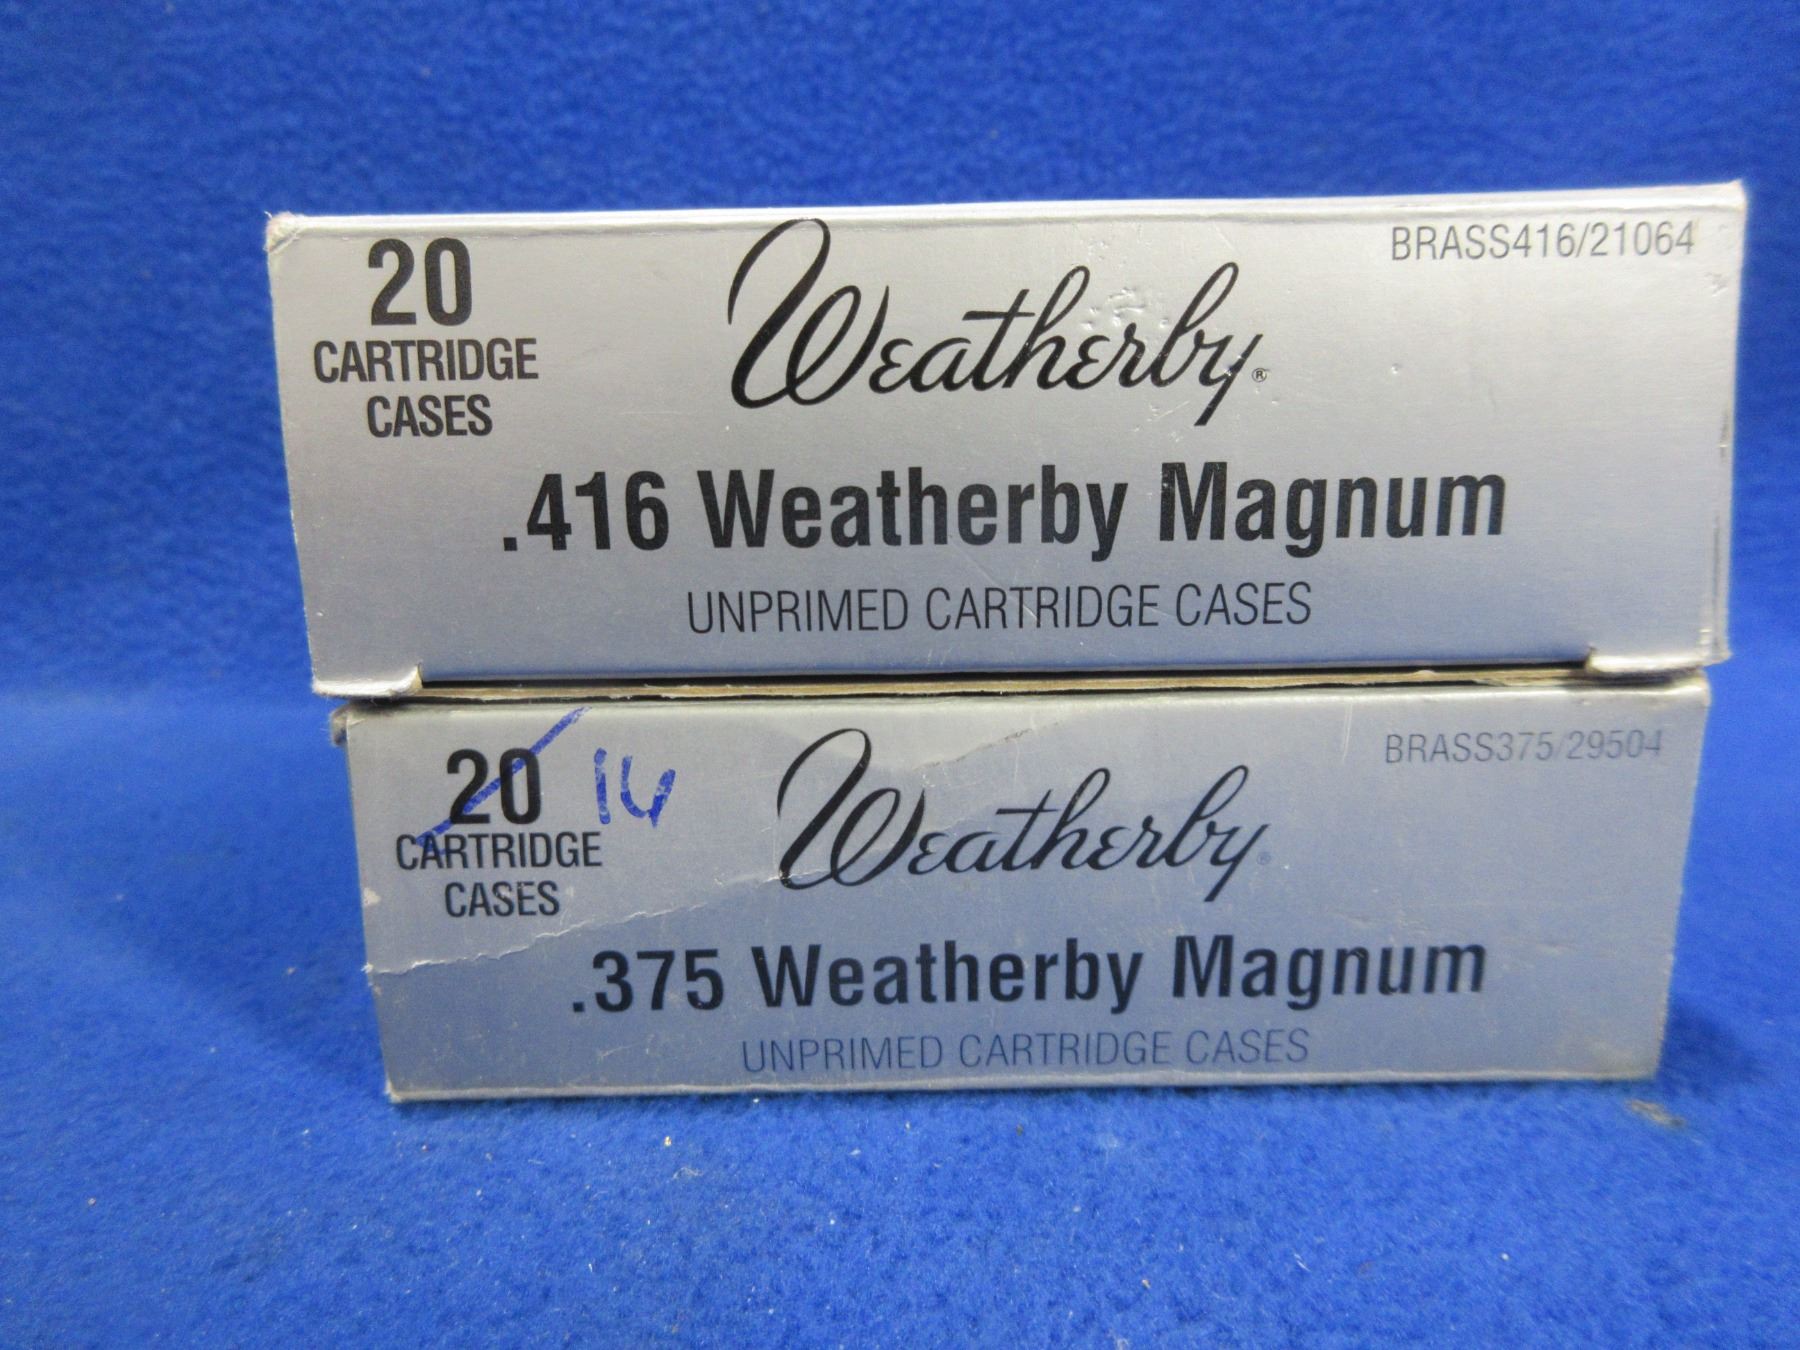 20
CARTRIDGE
CASES
Weatherby®
BRASS416/21064
.416 Weatherby Magnum
UNPRIMED CARTRIDGE CASES
20 16
CARTRIDGE
CASES
Weatherby®
BRASS375/29504
.375 Weatherby Magnum
UNPRIMED CARTRIDGE CASES